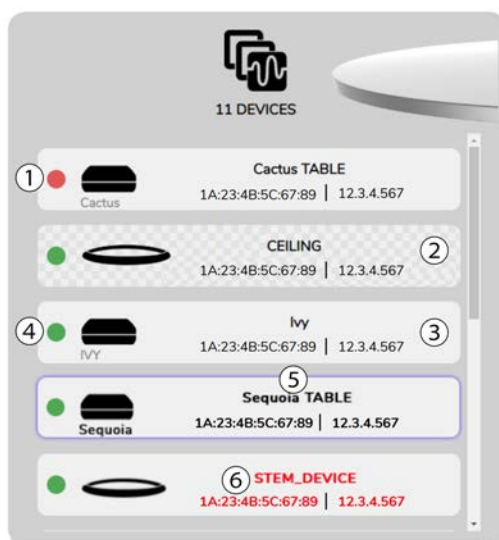 11 DEVICES
1
Cactus TABLE
Cactus
1A:23:4B:5C:67:89 | 12.3.4.567
CEILING
2
1A:23:4B:5C:67:89 | 12.3.4.567
4
Ivy
3
IVY
1A:23:4B:5C:67:89 | 12.3.4.567
5
Sequoia TABLE
Sequoia
1A:23:4B:5C:67:89 | 12.3.4.567
6 STEM_DEVICE
1A:23:4B:5C:67:89 | 12.3.4.567